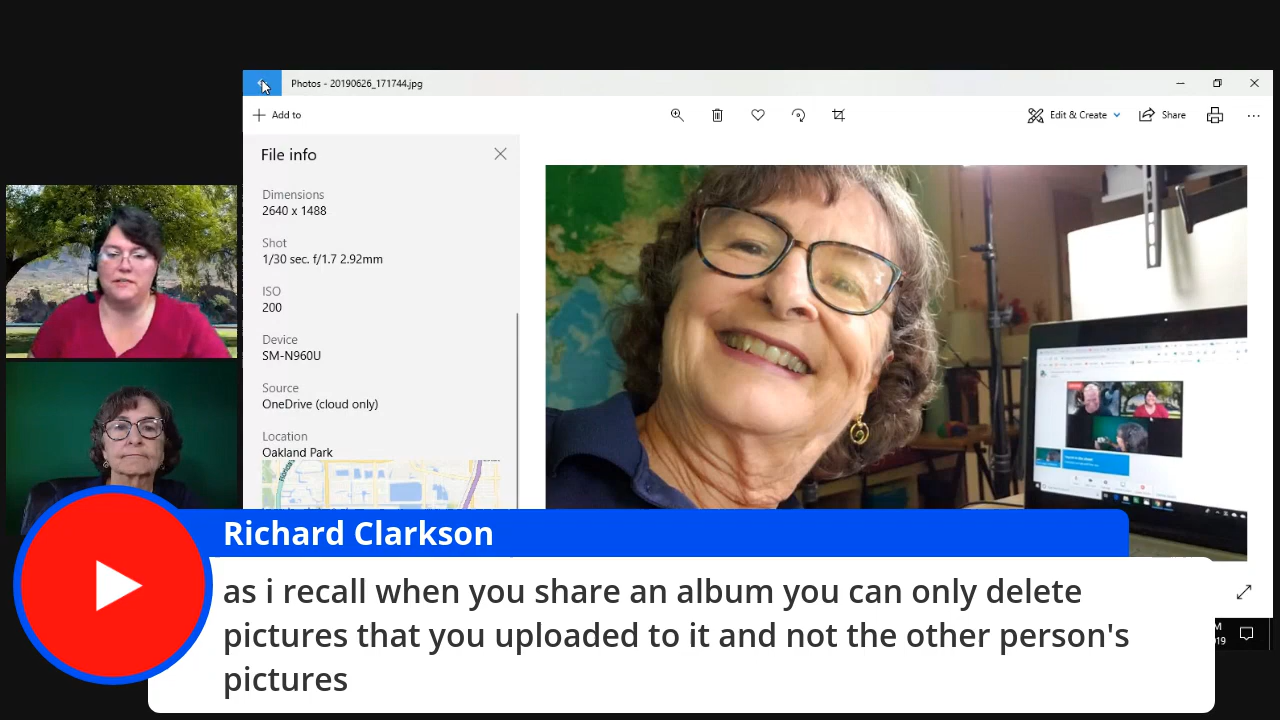 Photos - 20190626_171744.jpg
Add to
Edit & Create
Share
File info
Dimensions
2640 x 1488
Shot
1/30 sec. f/1.7 2.92mm
ISO
200
Device
SM-N960U
Source
OneDrive (cloud only)
Location
Oakland Park
Richard Clarkson
as i recall when you share an album you can only delete
pictures that you uploaded to it and not the other person's
pictures